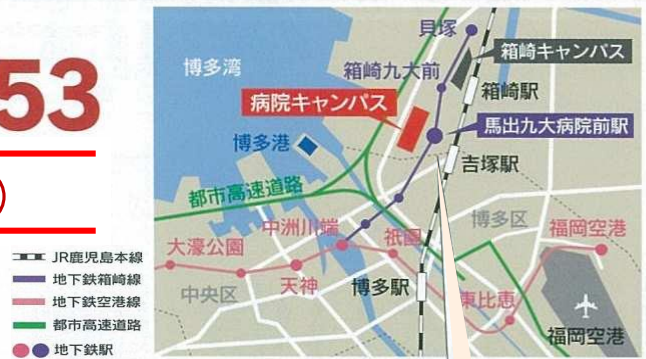 53
)
JR鹿児島本線
地下鉄箱崎線
地下鉄空港線
都市高速道路
地下鉄駅
貝塚
箱崎キャンパス
博多湾
箱崎九大前
箱崎駅
病院キャンパス
馬出九大病院前駅
博多港
吉塚駅
都市高速道路
中洲川端
祇園
博多区
福岡空港
大濠公園
天神
中央区
博多駅
東比恵
福岡空港